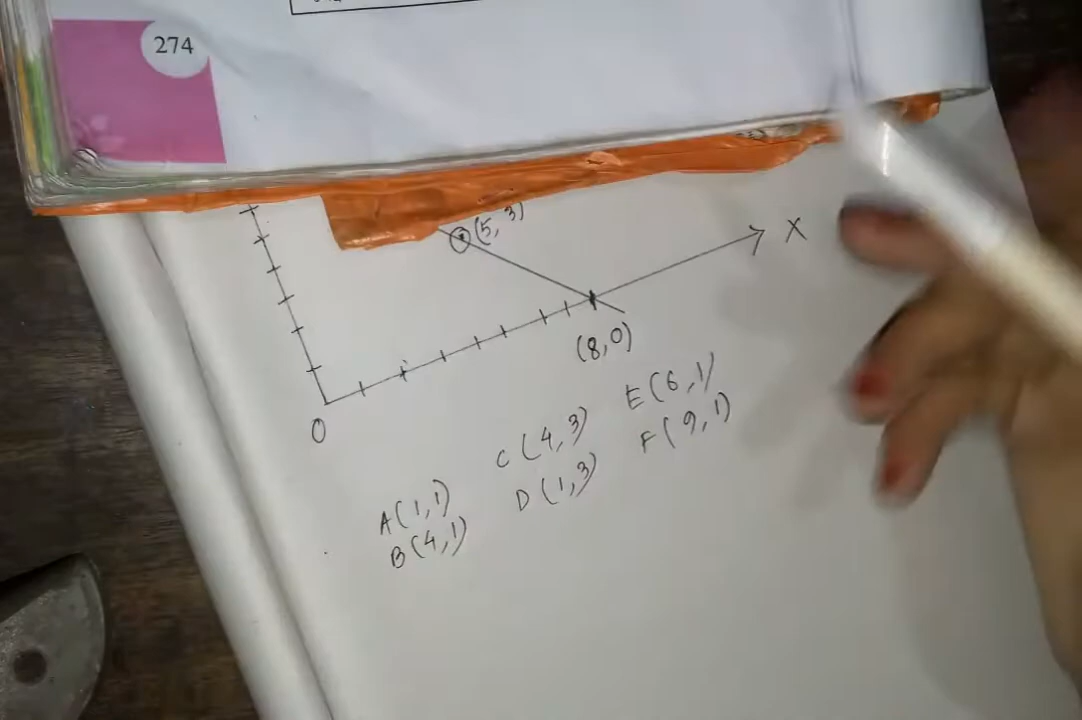 274
(5,3)
X
(8,0)
O
A(1,1) C(4,3) E(6,1)
B(4,1) D(1,3) F(9,1)